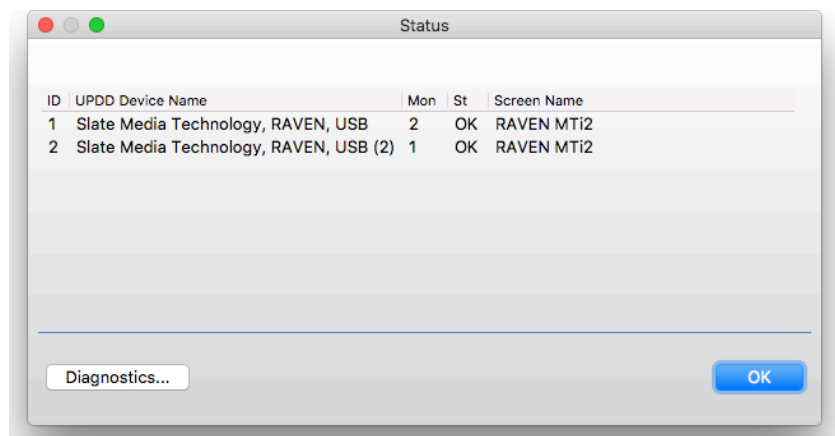 Status
ID UPDD Device Name Mon St Screen Name
1 Slate Media Technology, RAVEN, USB 2 OK RAVEN MTi2
2 Slate Media Technology, RAVEN, USB (2) 1 OK RAVEN MTi2
Diagnostics... OK